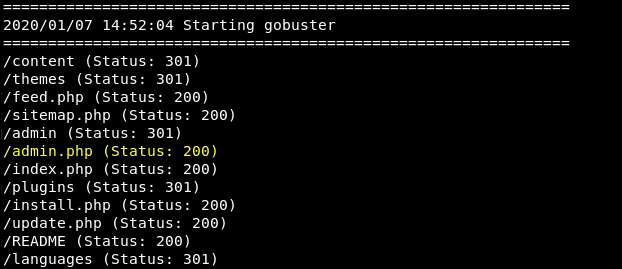 ===============================================================
2020/01/07 14:52:04 Starting gobuster
===============================================================
/content (Status: 301)
/themes (Status: 301)
/feed.php (Status: 200)
/sitemap.php (Status: 200)
/admin (Status: 301)
/admin.php (Status: 200)
/index.php (Status: 200)
/plugins (Status: 301)
/install.php (Status: 200)
/update.php (Status: 200)
/README (Status: 200)
/languages (Status: 301)